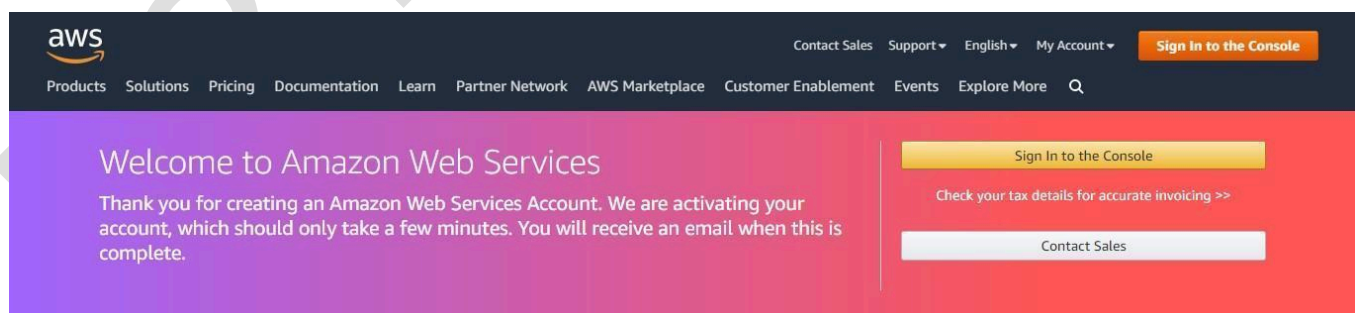 aws
Contact Sales Support English My Account Sign In to the Console
Products Solutions Pricing Documentation Learn Partner Network AWS Marketplace Customer Enablement Events Explore More
Welcome to Amazon Web Services
Thank you for creating an Amazon Web Services Account. We are activating your
account, which should only take a few minutes. You will receive an email when this is
complete.
Sign In to the Console
Check your tax details for accurate invoicing >>
Contact Sales